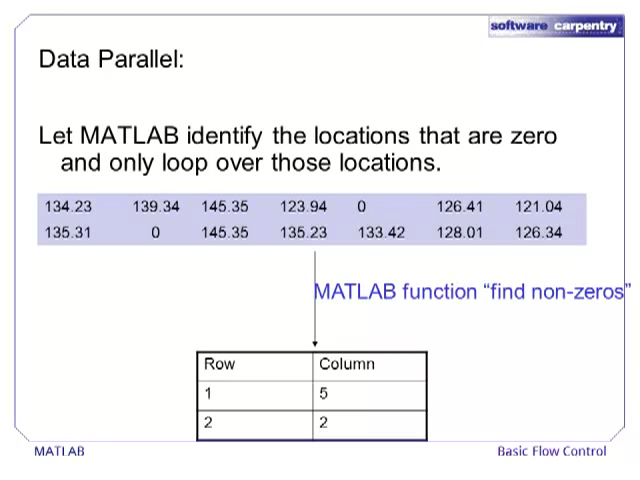 software carpentry
Data Parallel:
Let MATLAB identify the locations that are zero
and only loop over those locations.
134.23 139.34 145.35 123.94 0 126.41 121.04
135.31 0 145.35 135.23 133.42 128.01 126.34
MATLAB function “find non-zeros”
Row Column
1 5
2 2
MATLAB Basic Flow Control